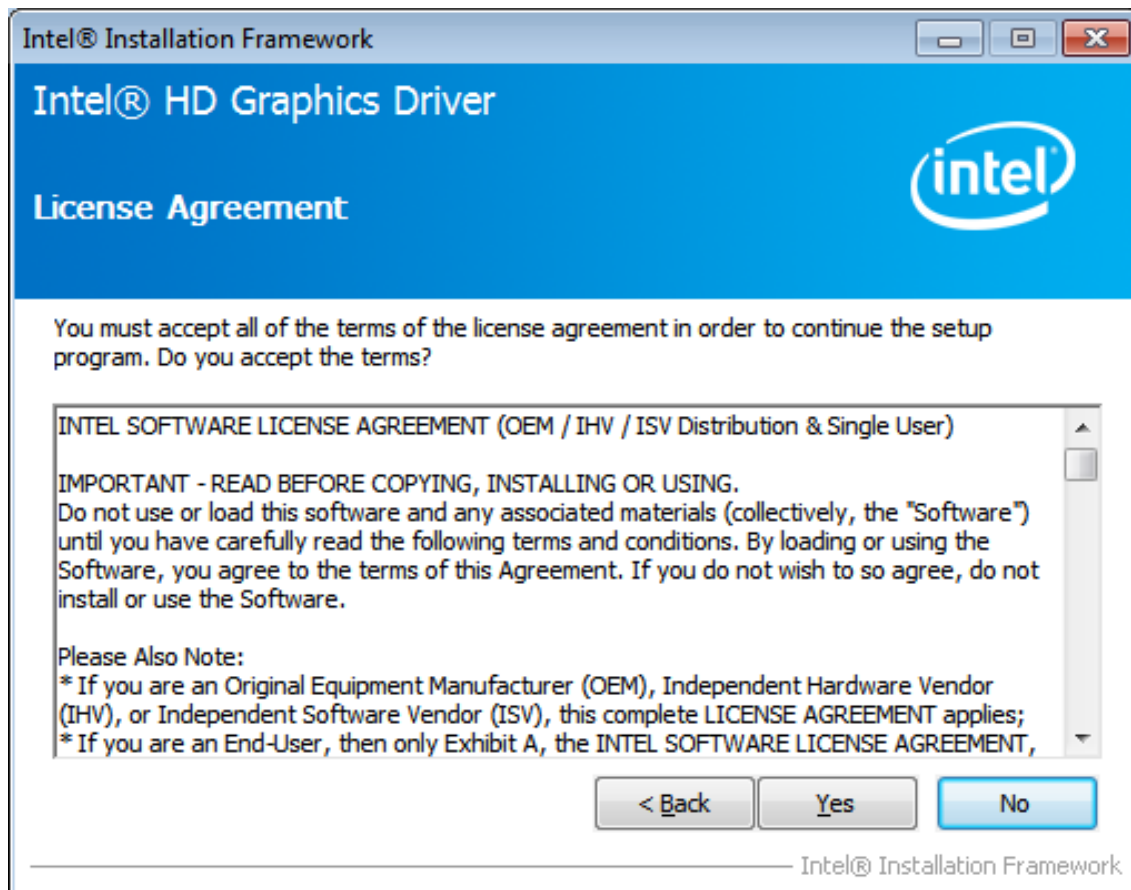 Intel® Installation Framework
Intel® HD Graphics Driver
intel
License Agreement
You must accept all of the terms of the license agreement in order to continue the setup
program. Do you accept the terms?
INTEL SOFTWARE LICENSE AGREEMENT (OEM / IHV / ISV Distribution & Single User)
IMPORTANT - READ BEFORE COPYING, INSTALLING OR USING.
Do not use or load this software and any associated materials (collectively, the "Software")
until you have carefully read the following terms and conditions. By loading or using the
Software, you agree to the terms of this Agreement. If you do not wish to so agree, do not
install or use the Software.
Please Also Note:
* If you are an Original Equipment Manufacturer (OEM), Independent Hardware Vendor
(IHV), or Independent Software Vendor (ISV), this complete LICENSE AGREEMENT applies;
* If you are an End-User, then only Exhibit A, the INTEL SOFTWARE LICENSE AGREEMENT,
< Back Yes No
Intel® Installation Framework